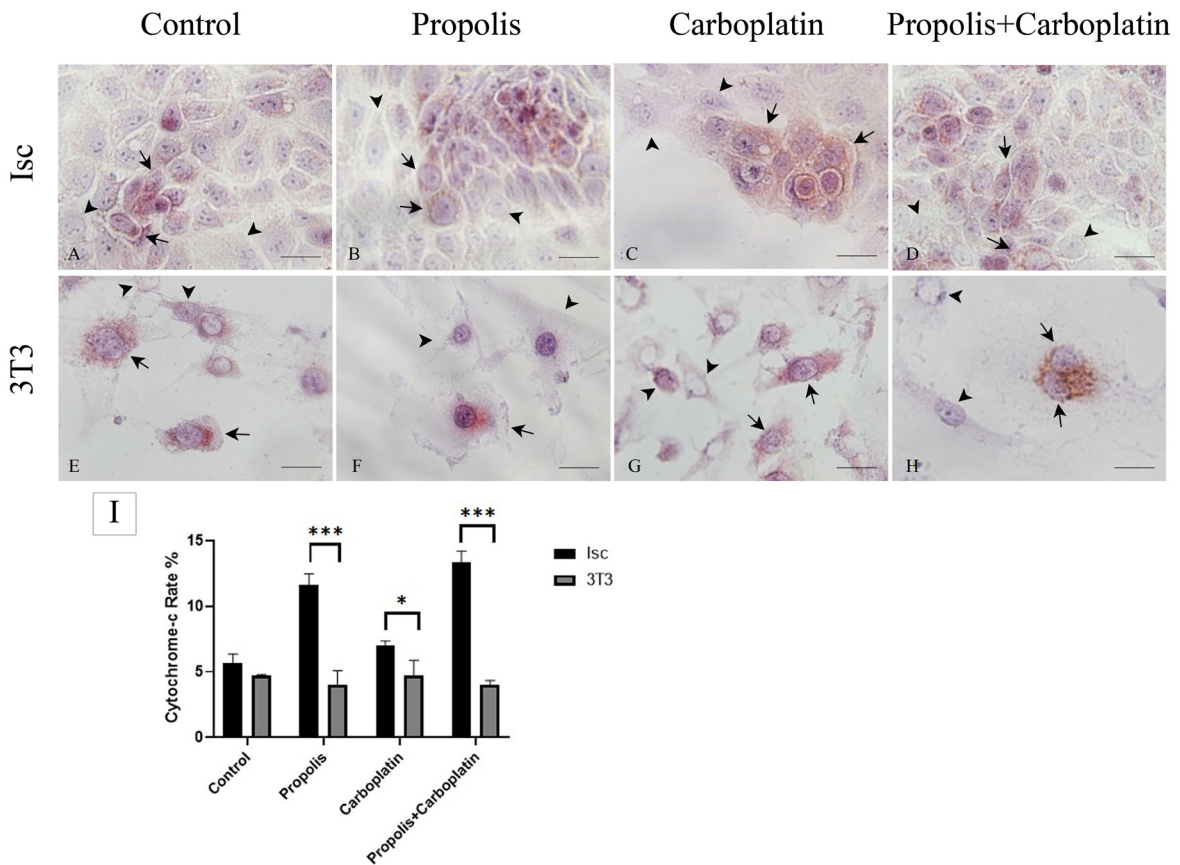 Control Propolis Carboplatin Propolis+Carboplatin
Isc
A B C D
3T3
E F G H
I
*** 
***
*
15
10
5
0
Cytochrome-c Rate %
Isc
3T3
Control
Propolis
Carboplatin
Propolis+Carboplatin